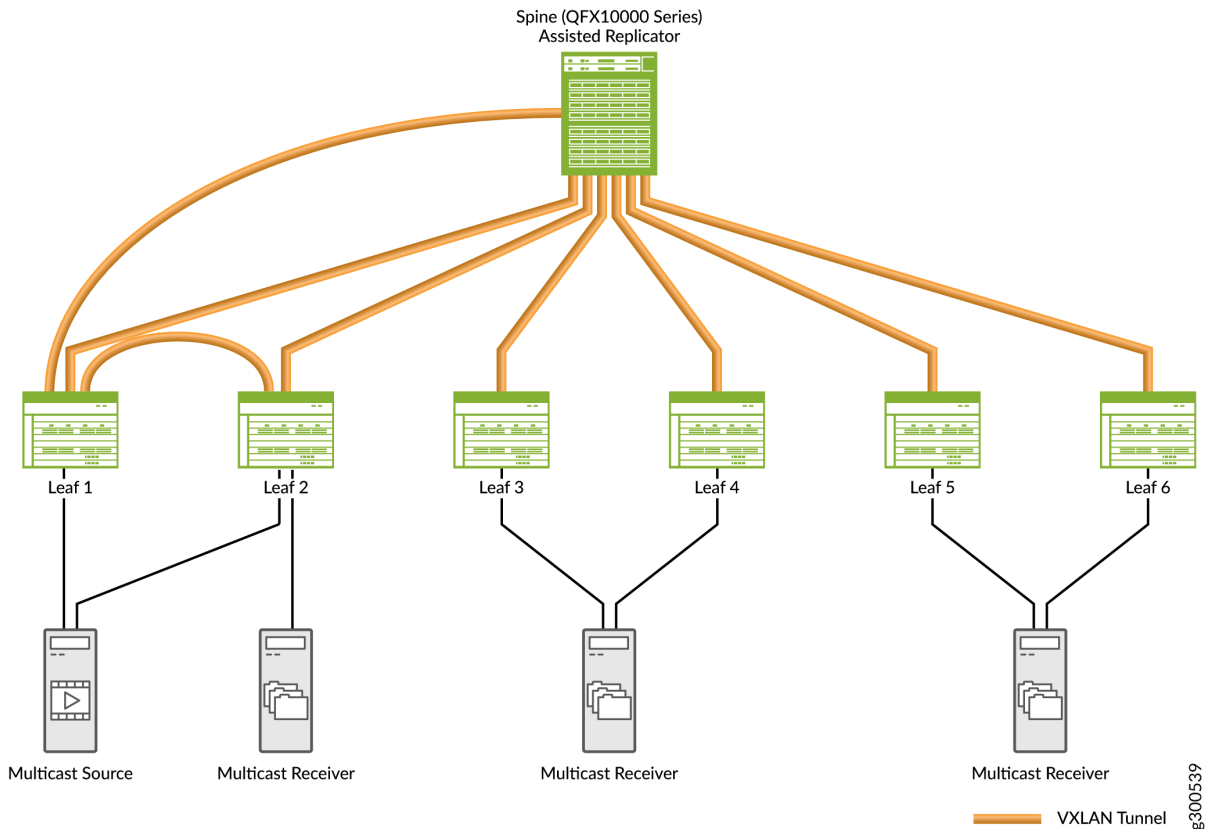 Spine (QFX10000 Series)
Assisted Replicator
Leaf 1
Leaf 2
Leaf 3
Leaf 4
Leaf 5
Leaf 6
Multicast Source
Multicast Receiver
Multicast Receiver
Multicast Receiver
VXLAN Tunnel
g300539